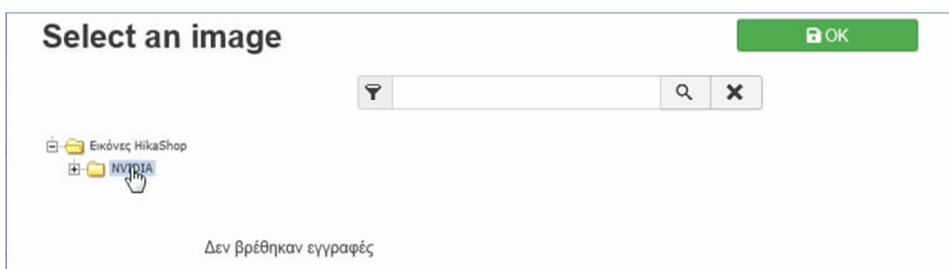 Select an image
OK
Εικόνες HikaShop
NVIDIA
Δεν βρέθηκαν εγγραφές